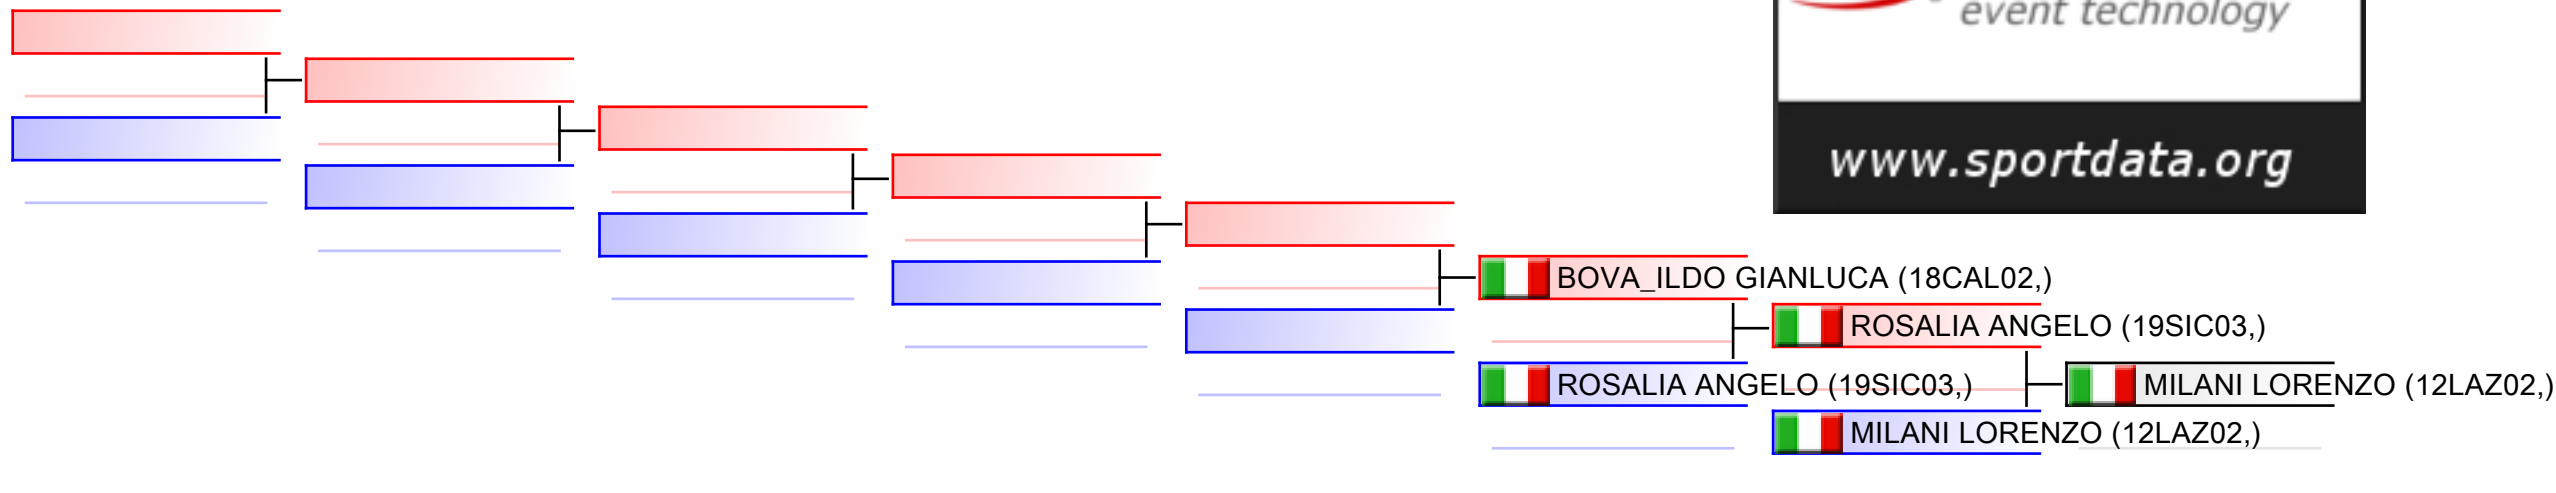 event technology
www.sportdata.org
BOVA_ILDO GIANLUCA (18CAL02,)
ROSALIA ANGELO (19SIC03,)
ROSALIA ANGELO (19SIC03,)
MILANI LORENZO (12LAZ02,)
MILANI LORENZO (12LAZ02,)